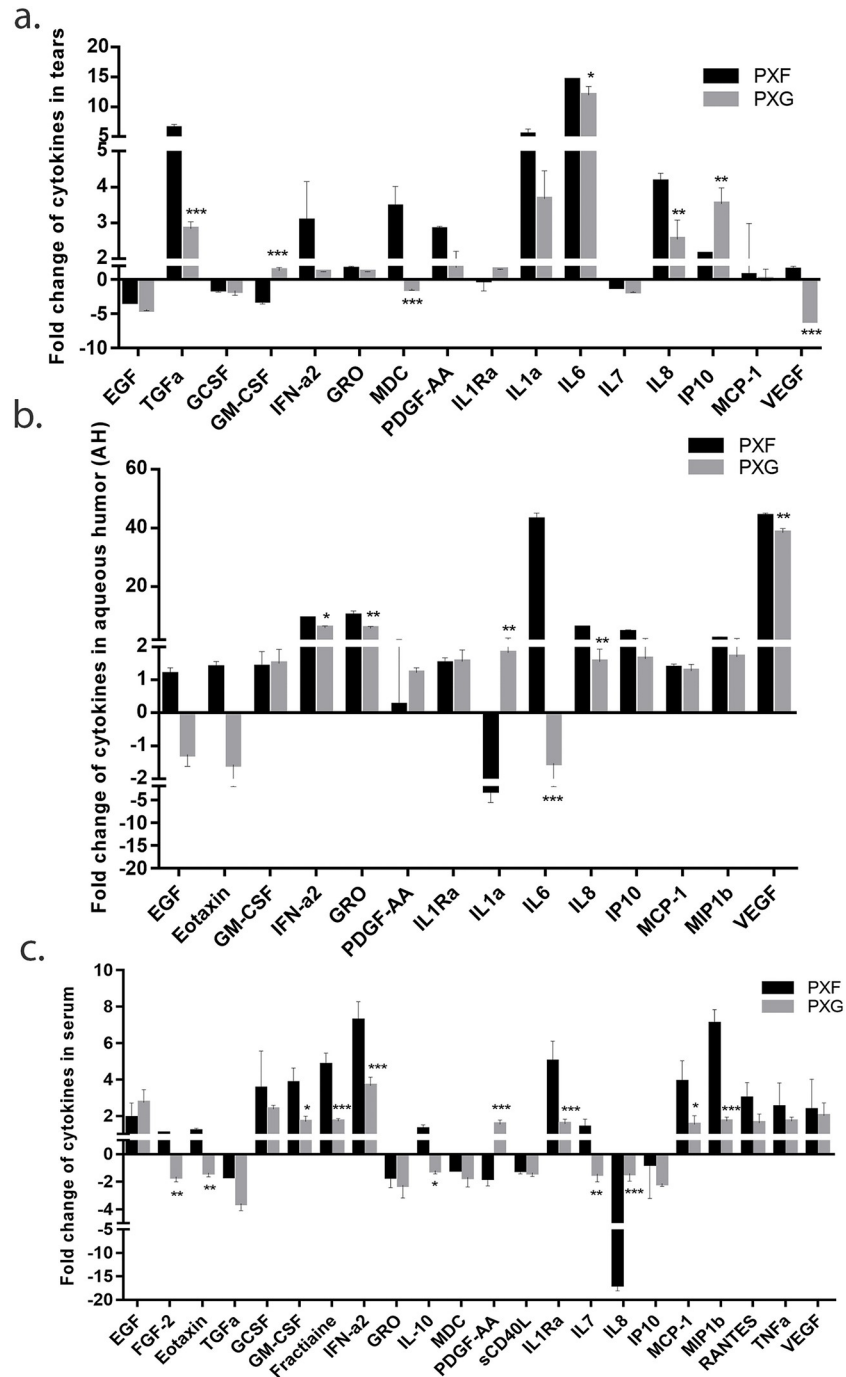 a.
Fold change of cytokines in tears
20
15
10
5
5
4
3
2
0
-5
-10
PXF
PXG
***
***
***
*
**
**
***
EGF
TGFa
GCSF
GM-CSF
IFN-a2
GRO
MDC
PDGF-AA
IL1Ra
IL1a
IL6
IL7
IL8
IP10
MCP-1
VEGF
b.
Fold change of cytokines in aqueous humor (AH)
60
40
20
2
1
0
-1
-2
-5
-10
-15
-20
PXF
PXG
*
**
**
***
**
**
EGF
Eotaxin
GM-CSF
IFN-a2
GRO
PDGF-AA
IL1Ra
IL1a
IL6
IL8
IP10
MCP-1
MIP1b
VEGF
c.
Fold change of cytokines in serum
10
8
6
4
2
0
-2
-4
-5
-10
-15
-20
PXF
PXG
**
**
*
***
***
*
***
***
**
***
*
***
EGF
FGF-2
Eotaxin
TGFa
GCSF
GM-CSF
Fractiaine
IFN-a2
GRO
IL-10
MDC
PDGF-AA
sCD40L
IL1Ra
IL7
IL8
IP10
MCP-1
MIP1b
RANTES
TNFa
VEGF